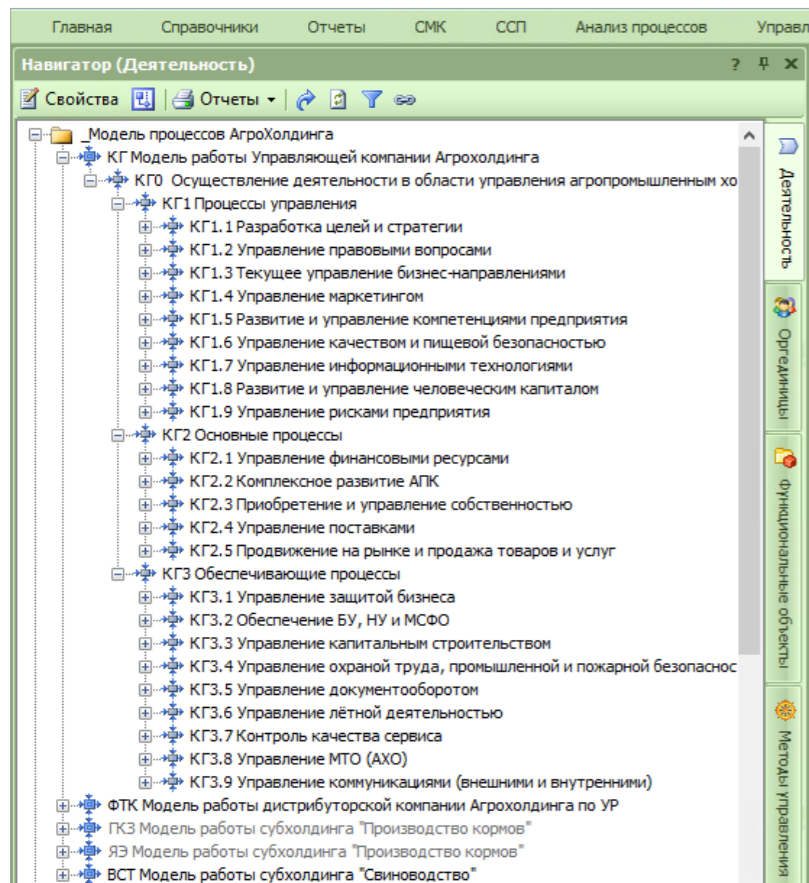 Главная Справочники Отчеты СМК ССП Анализ процессов Управл
Навигатор (Деятельность) ?
Свойства Отчеты
_Модель процессов АгроХолдинга
КГ Модель работы Управляющей компании Агрохолдинга
КГ0 Осуществление деятельности в области управления агропромышленным хо
КГ1 Процессы управления
КГ1.1 Разработка целей и стратегии
КГ1.2 Управление правовыми вопросами
КГ1.3 Текущее управление бизнес-направлениями
КГ1.4 Управление маркетингом
КГ1.5 Развитие и управление компетенциями предприятия
КГ1.6 Управление качеством и пищевой безопасностью
КГ1.7 Управление информационными технологиями
КГ1.8 Развитие и управление человеческим капиталом
КГ1.9 Управление рисками предприятия
КГ2 Основные процессы
КГ2.1 Управление финансовыми ресурсами
КГ2.2 Комплексное развитие АПК
КГ2.3 Приобретение и управление собственностью
КГ2.4 Управление поставками
КГ2.5 Продвижение на рынке и продажа товаров и услуг
КГ3 Обеспечивающие процессы
КГ3.1 Управление защитой бизнеса
КГ3.2 Обеспечение БУ, НУ и МСФО
КГ3.3 Управление капитальным строительством
КГ3.4 Управление охраной труда, промышленной и пожарной безопаснос
КГ3.5 Управление документооборотом
КГ3.6 Управление лётной деятельностью
КГ3.7 Контроль качества сервиса
КГ3.8 Управление МТО (АХО)
КГ3.9 Управление коммуникациями (внешними и внутренними)
ФТК Модель работы дистрибуторской компании Агрохолдинга по УР
ГКЗ Модель работы субхолдинга "Производство кормов"
ЯЭ Модель работы субхолдинга "Производство кормов"
ВСТ Модель работы субхолдинга "Свиноводство"
Деятельность
Оргединицы
Функциональные объекты
Методы управления